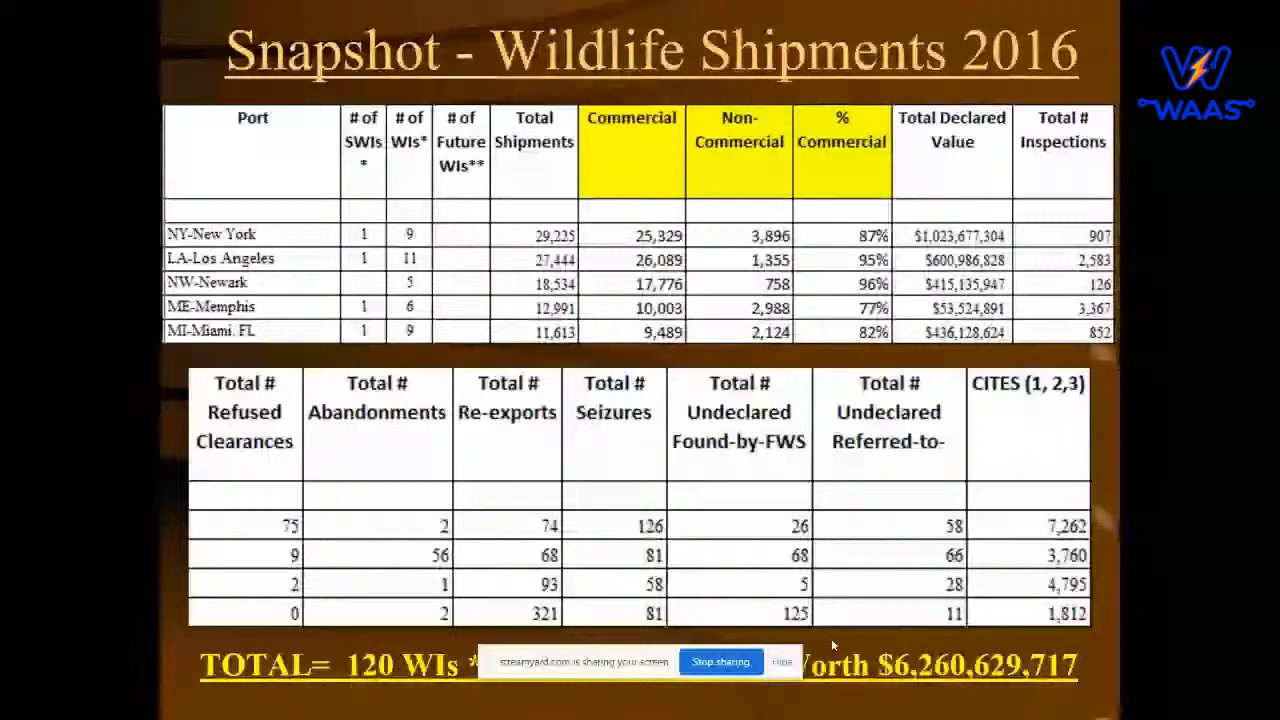 Snapshot - Wildlife Shipments 2016
WAAS
Port # of SWIs * # of WIs* # of Future WIs** Total Shipments Commercial Non-Commercial % Commercial Total Declared Value Total # Inspections
NY-New York 1 9 29,225 25,329 3,896 87% $1,023,677,304 907
LA-Los Angeles 1 11 27,444 26,089 1,355 95% $600,986,828 2,583
NW-Newark 5 18,534 17,776 758 96% $415,135,947 126
ME-Memphis 1 6 12,991 10,003 2,988 77% $53,524,891 3,367
MI-Miami. FL 1 9 11,613 9,489 2,124 82% $436,128,624 852
Total # Refused Clearances Total # Abandonments Total # Re-exports Total # Seizures Total # Undeclared Found-by-FWS Total # Undeclared Referred-to- CITES (1, 2,3)
75 2 74 126 26 58 7,262
9 56 68 81 68 66 3,760
2 1 93 58 5 28 4,795
0 2 321 81 125 11 1,812
TOTAL= 120 WIs * Worth $6,260,629,717
streamyard.com is sharing your screen. Stop sharing Hide